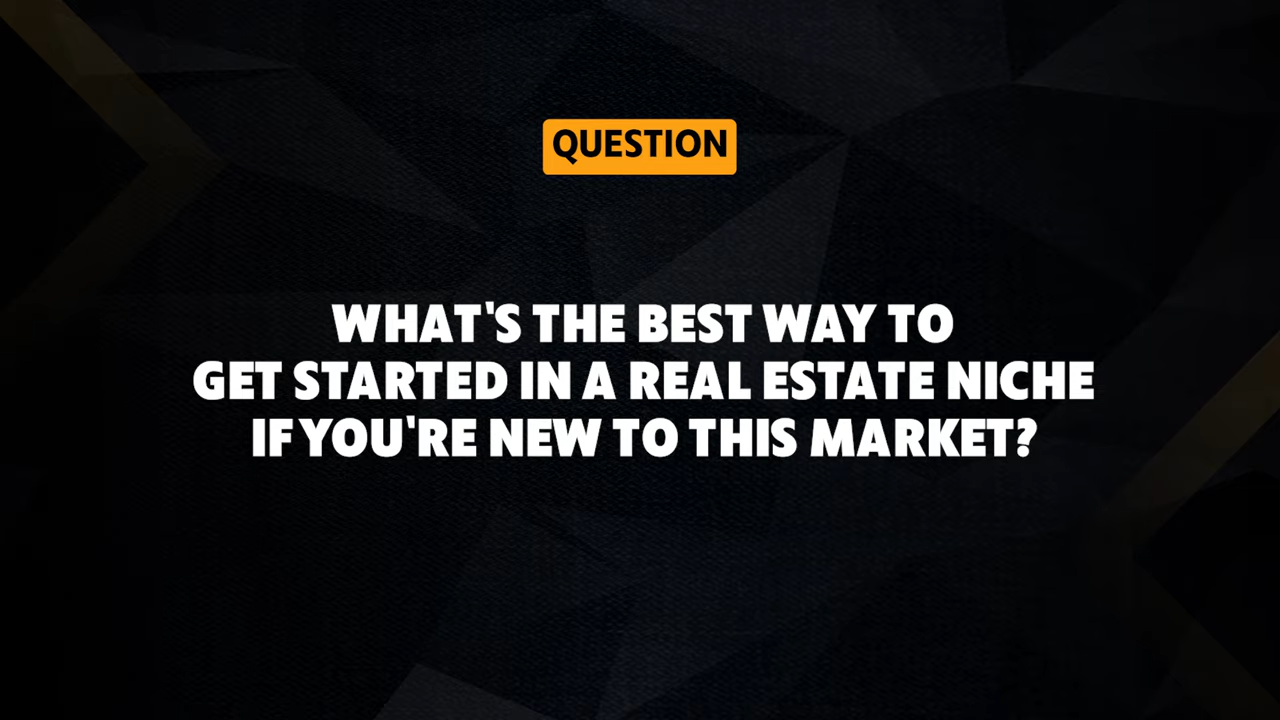 QUESTION
WHAT'S THE BEST WAY TO
GET STARTED IN A REAL ESTATE NICHE
IF YOU'RE NEW TO THIS MARKET?